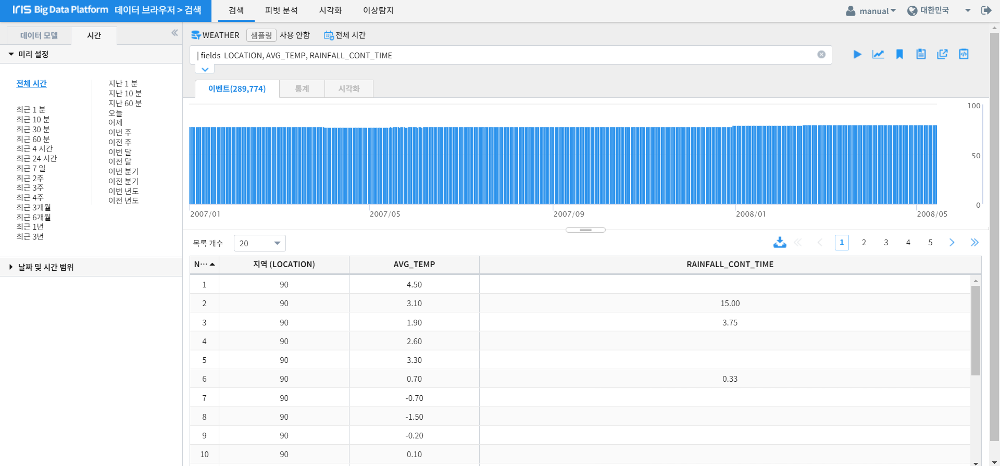 IRIS Big Data Platform 데이터 브라우저 > 검색
검색 피벗 분석 시각화 이상탐지
manual 대한민국
데이터 모델 시간
미리 설정
전체 시간
최근 1 분
최근 10 분
최근 30 분
최근 60 분
최근 4 시간
최근 24 시간
최근 7 일
최근 2주
최근 3주
최근 4주
최근 3개월
최근 6개월
최근 1년
최근 3년
지난 1 분
지난 10 분
지난 60 분
오늘
어제
이번 주
이전 주
이번 달
이전 달
이번 분기
이전 분기
이번 년도
이전 년도
날짜 및 시간 범위
WEATHER 샘플링 사용 안함 전체 시간
| fields LOCATION, AVG_TEMP, RAINFALL_CONT_TIME
이벤트(289,774) 통계 시각화
100
50
0
2007/01 2007/05 2007/09 2008/01 2008/05
목록 개수 20
1 2 3 4 5
N··· 지역 (LOCATION) AVG_TEMP RAINFALL_CONT_TIME
1 90 4.50
2 90 3.10 15.00
3 90 1.90 3.75
4 90 2.60
5 90 3.30
6 90 0.70 0.33
7 90 -0.70
8 90 -1.50
9 90 -0.20
10 90 0.10